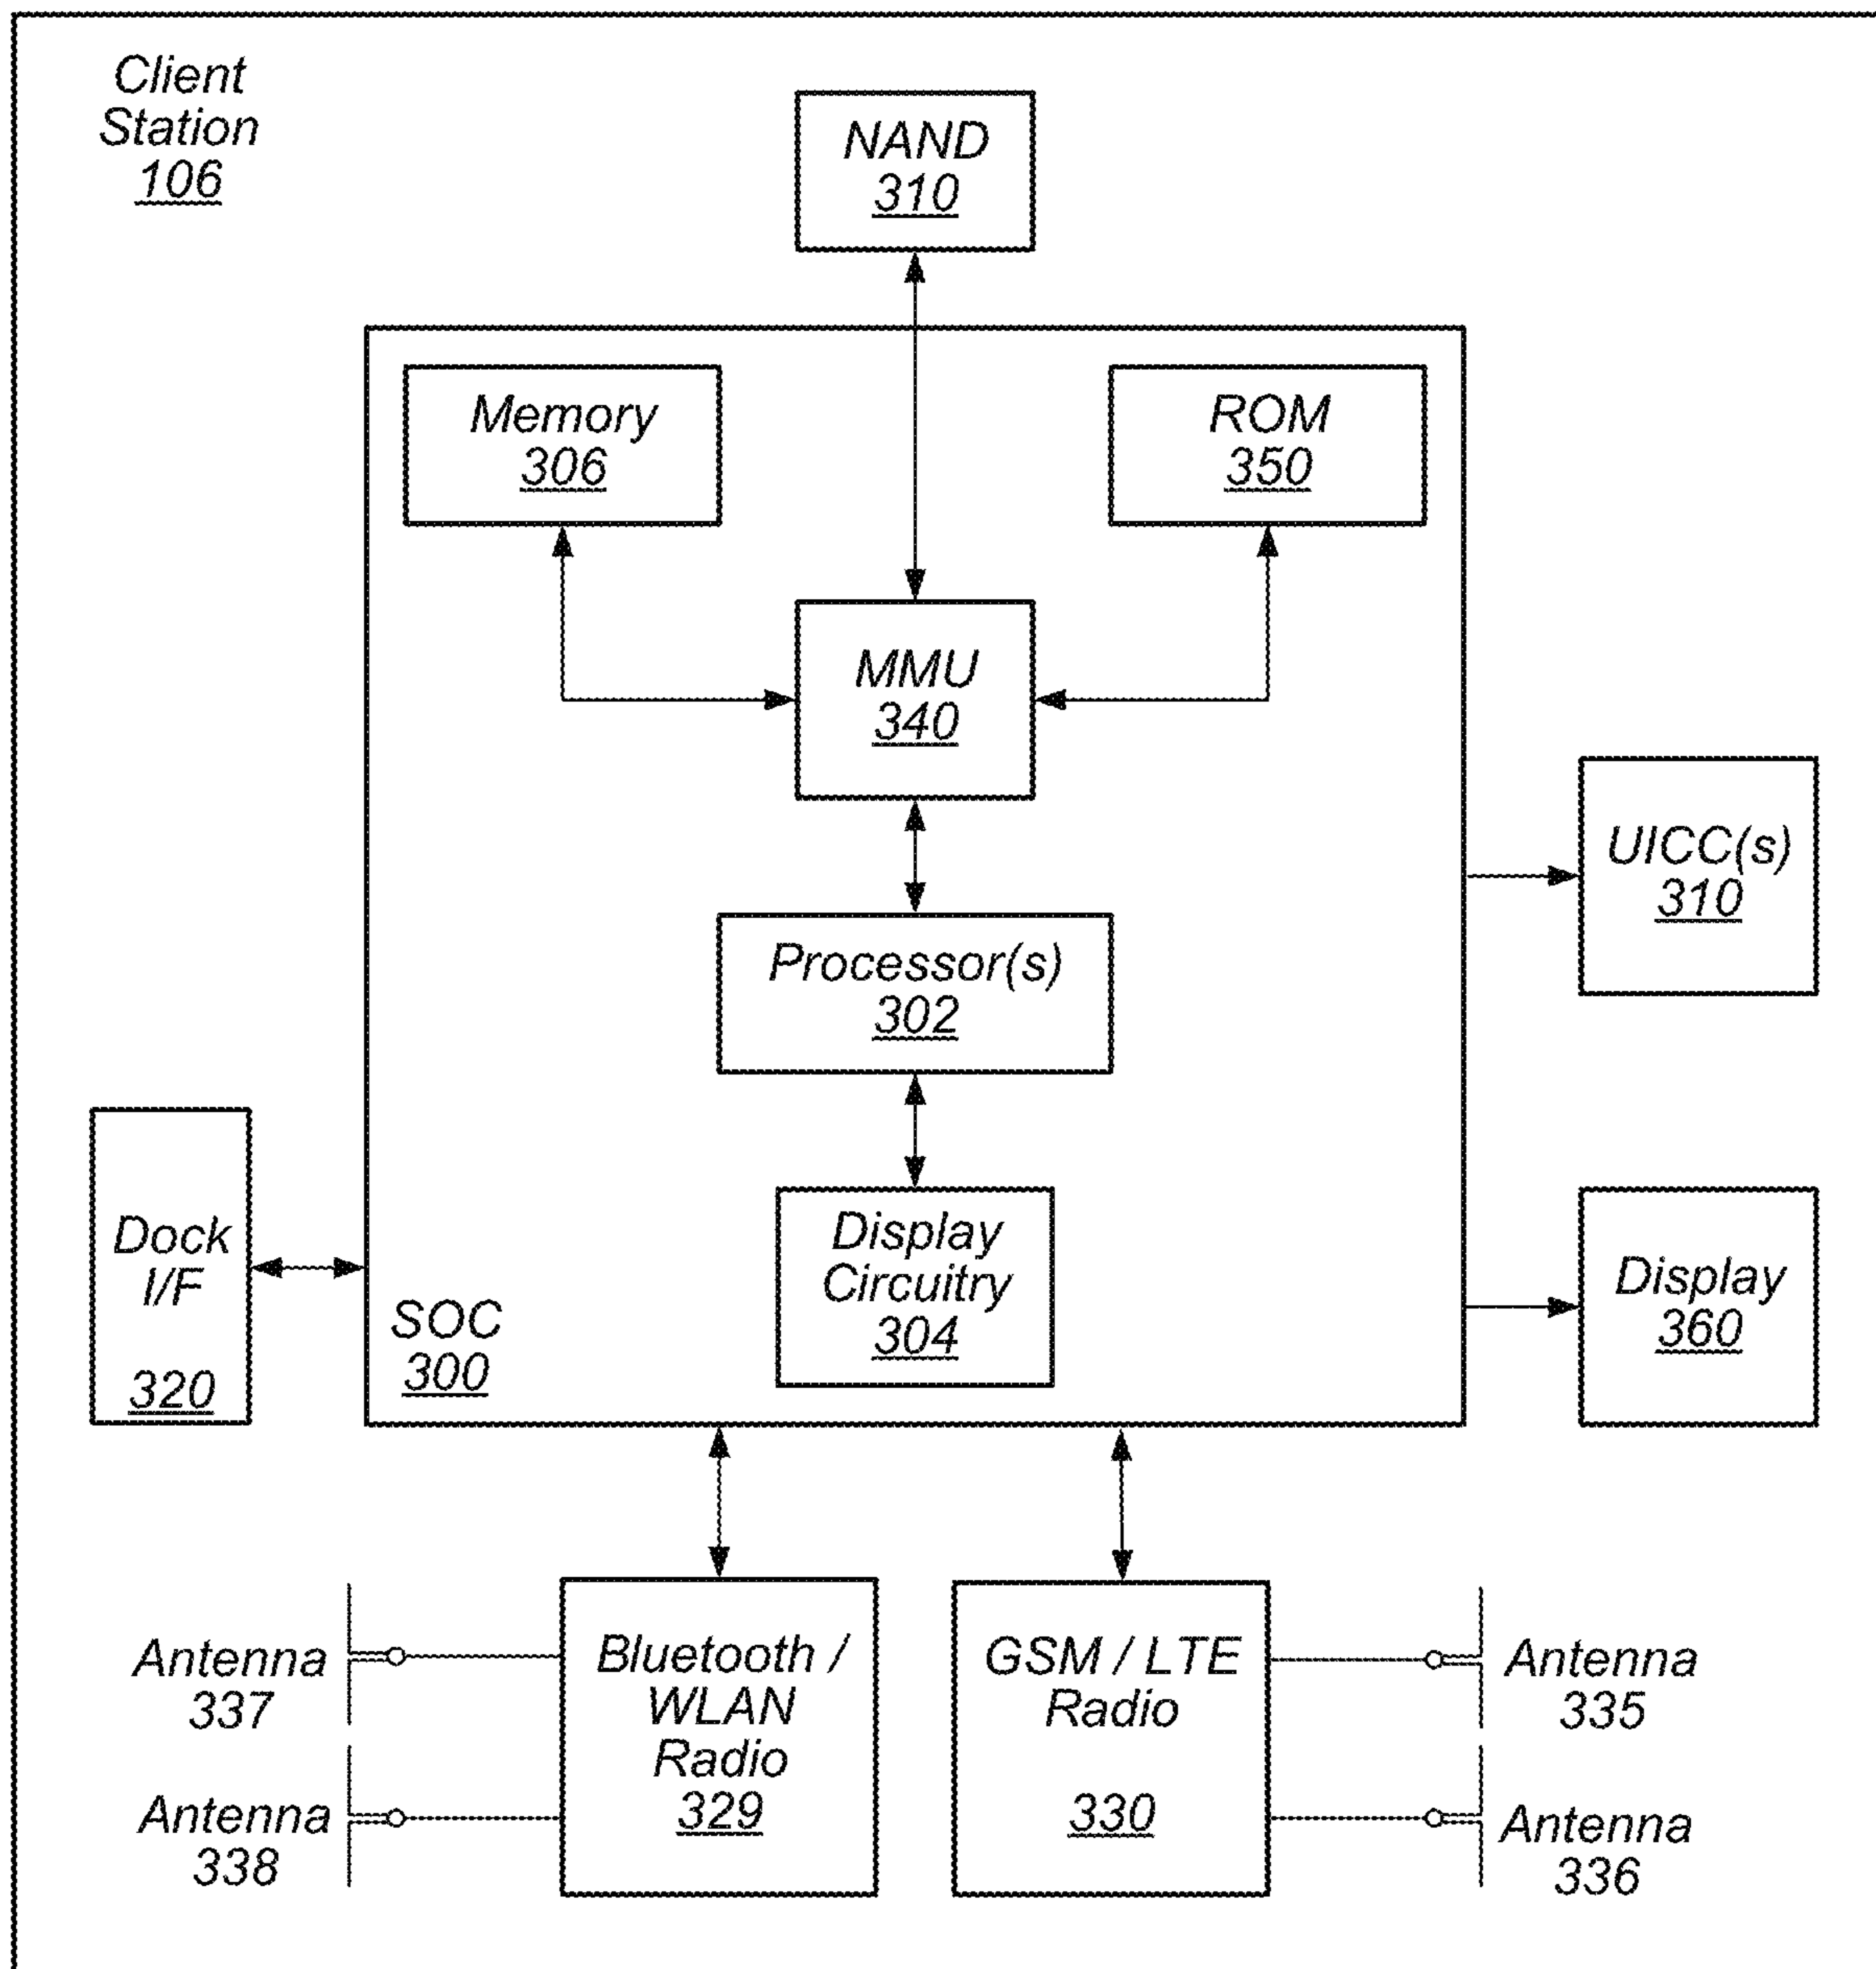 Client
Station
106
NAND
310
Memory
306
ROM
350
MMU
340
UICC(s)
310
Processor(s)
302
Dock
I/F
320
Display
Circuitry
304
SOC
300
Display
360
Antenna
337
Antenna
338
Bluetooth /
WLAN
Radio
329
GSM / LTE
Radio
330
Antenna
335
Antenna
336